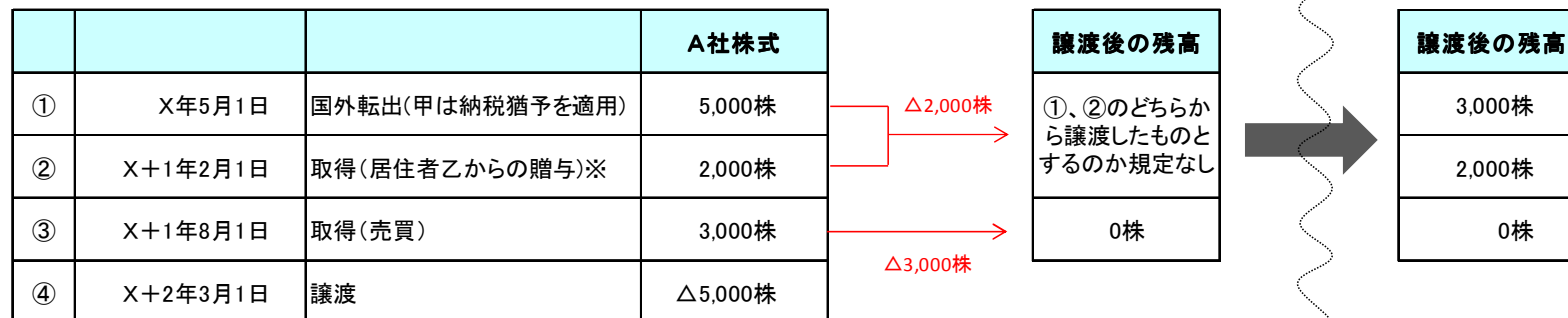 A社株式
譲渡後の残高
譲渡後の残高
① X年5月1日 国外転出(甲は納税猶予を適用) 5,000株
△2,000株
①、②のどちらか
ら譲渡したものと
するのか規定なし
3,000株
② X+1年2月1日 取得(居住者乙からの贈与)※ 2,000株
2,000株
③ X+1年8月1日 取得(売買) 3,000株
0株
0株
△3,000株
④ X+2年3月1日 譲渡 △5,000株